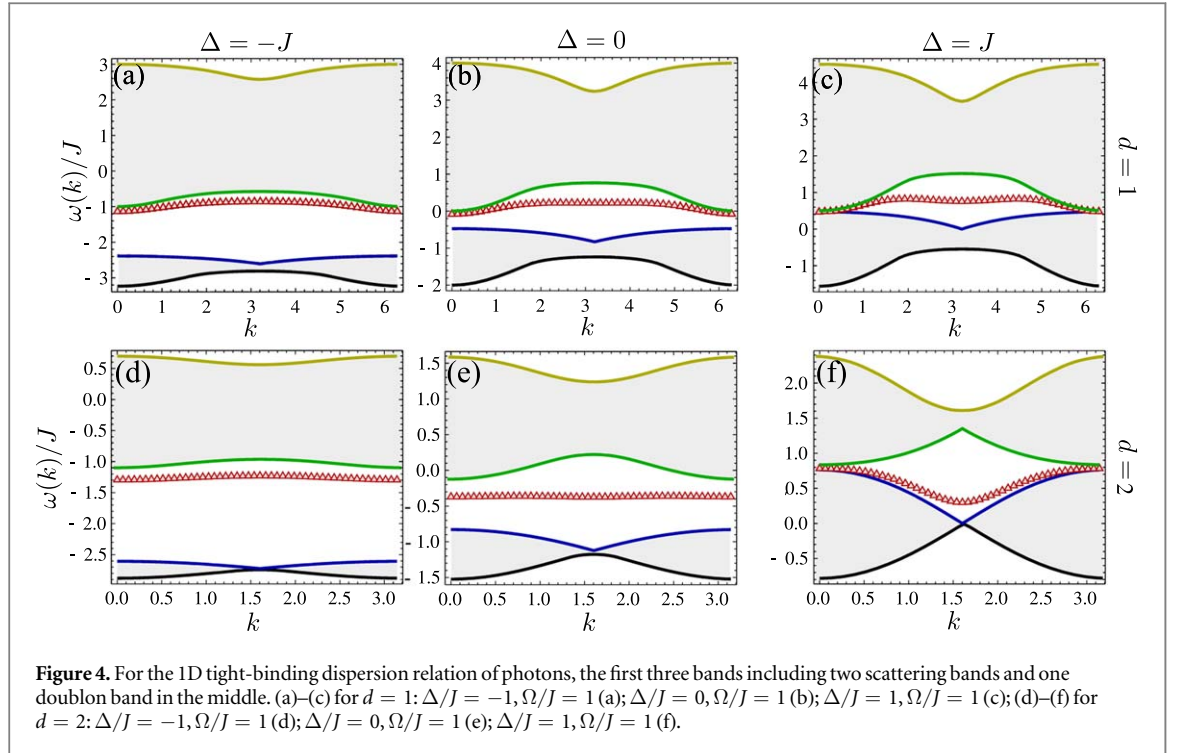 Δ = −J Δ = 0 Δ = J
(a) (b) (c)
3 2 1 0 - 1 - 2 - 3
4 3 2 1 0 - 1 - 2
4 3 2 1 0 - 1
ω(k)/J
d = 1
0 1 2 3 4 5 6 0 1 2 3 4 5 6 0 1 2 3 4 5 6
k k k
(d) (e) (f)
0.5 0.0 - 0.5 - 1.0 - 1.5 - 2.0 - 2.5
1.5 1.0 0.5 0.0 - 0.5 - 1.0 - 1.5
2.0 1.5 1.0 0.5 0.0 - 0.5
ω(k)/J
d = 2
0.0 0.5 1.0 1.5 2.0 2.5 3.0 0.0 0.5 1.0 1.5 2.0 2.5 3.0 0.0 0.5 1.0 1.5 2.0 2.5 3.0
k k k
Figure 4. For the 1D tight-binding dispersion relation of photons, the first three bands including two scattering bands and one
doublon band in the middle. (a)–(c) for d = 1: Δ/J = −1, Ω/J = 1 (a); Δ/J = 0, Ω/J = 1 (b); Δ/J = 1, Ω/J = 1 (c); (d)–(f) for
d = 2: Δ/J = −1, Ω/J = 1 (d); Δ/J = 0, Ω/J = 1 (e); Δ/J = 1, Ω/J = 1 (f).